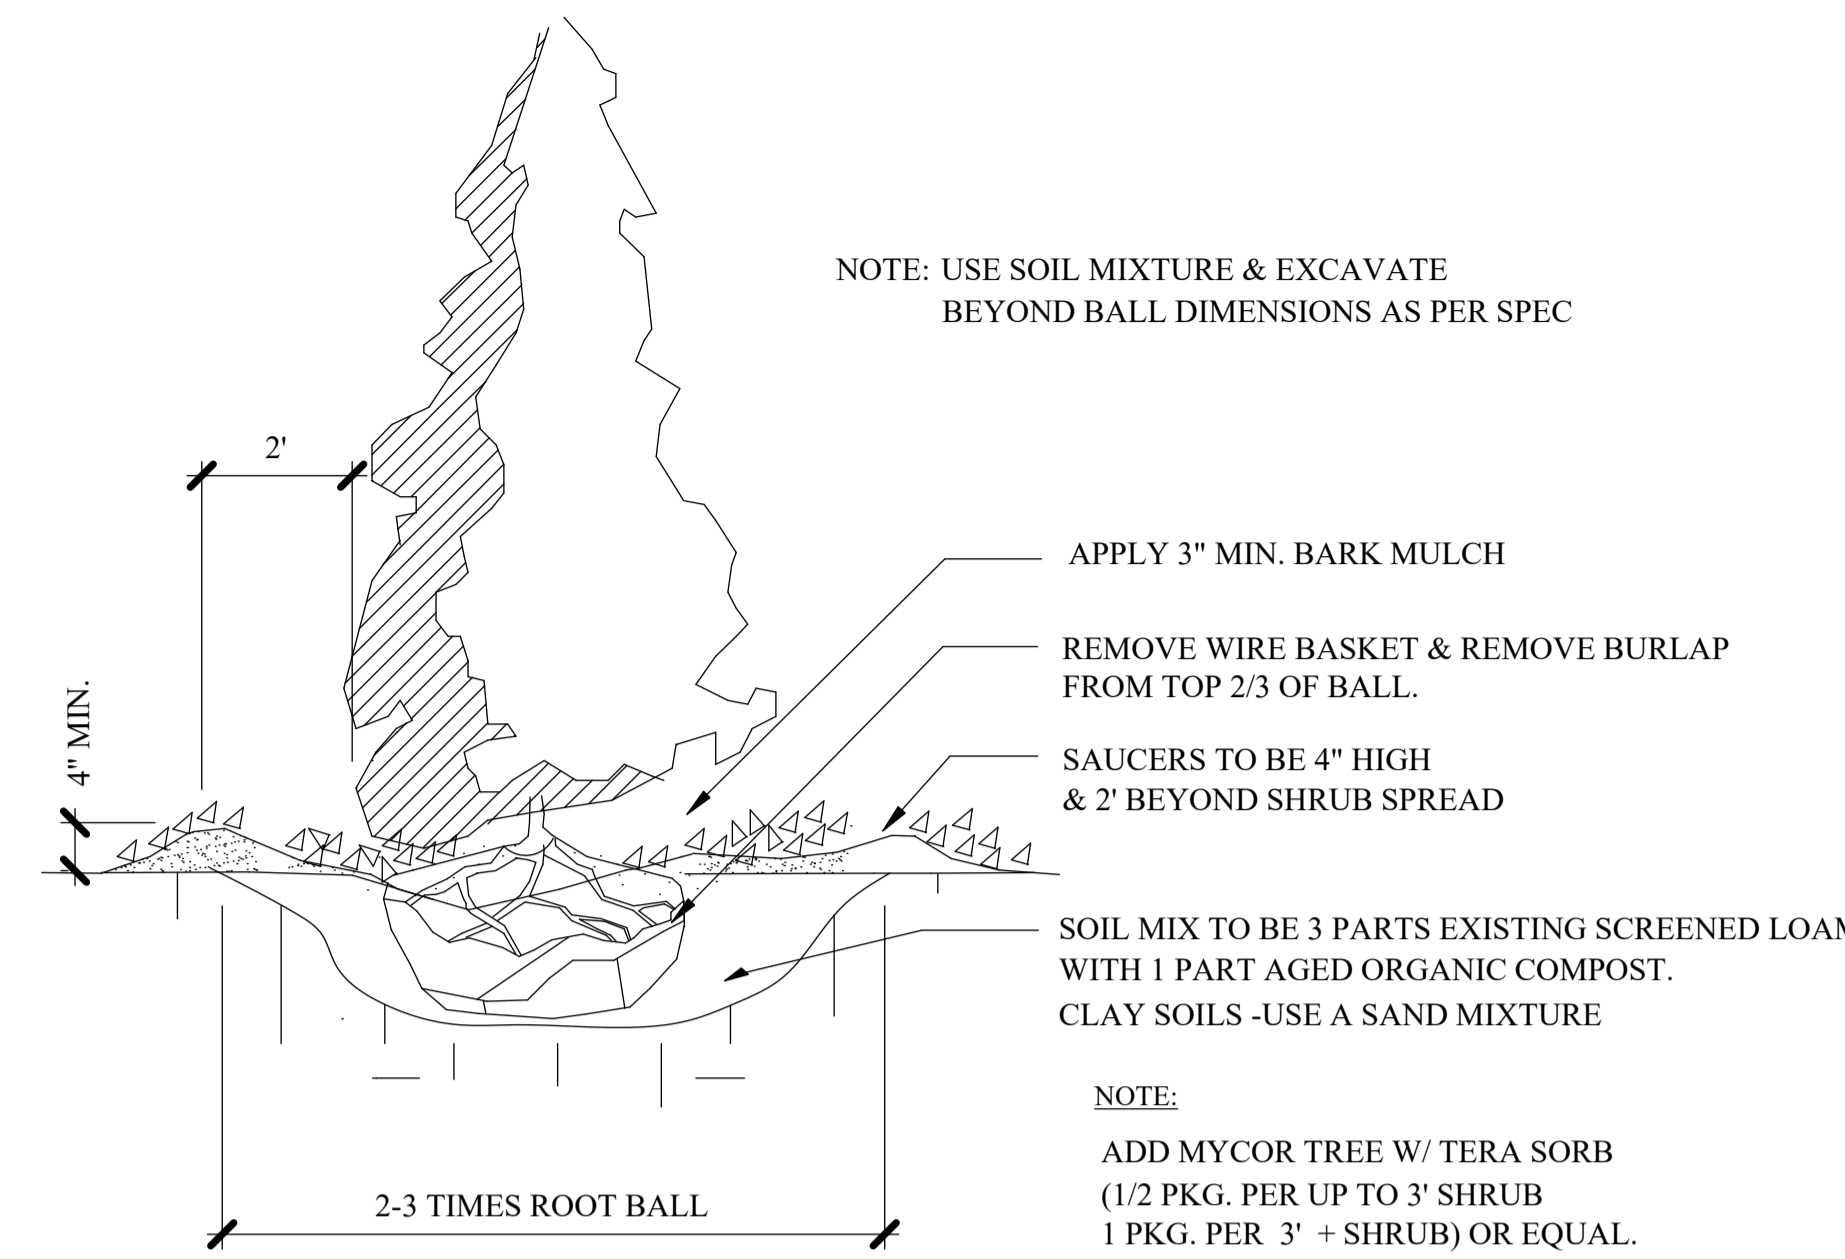 NOTE: USE SOIL MIXTURE & EXCAVATE
BEYOND BALL DIMENSIONS AS PER SPEC
2'
APPLY 3" MIN. BARK MULCH
REMOVE WIRE BASKET & REMOVE BURLAP
FROM TOP 2/3 OF BALL.
4" MIN.
SAUCERS TO BE 4" HIGH
& 2' BEYOND SHRUB SPREAD
SOIL MIX TO BE 3 PARTS EXISTING SCREENED LOAM
WITH 1 PART AGED ORGANIC COMPOST.
CLAY SOILS -USE A SAND MIXTURE
NOTE:
ADD MYCOR TREE W/ TERA SORB
(1/2 PKG. PER UP TO 3' SHRUB
1 PKG. PER 3' + SHRUB) OR EQUAL.
2-3 TIMES ROOT BALL